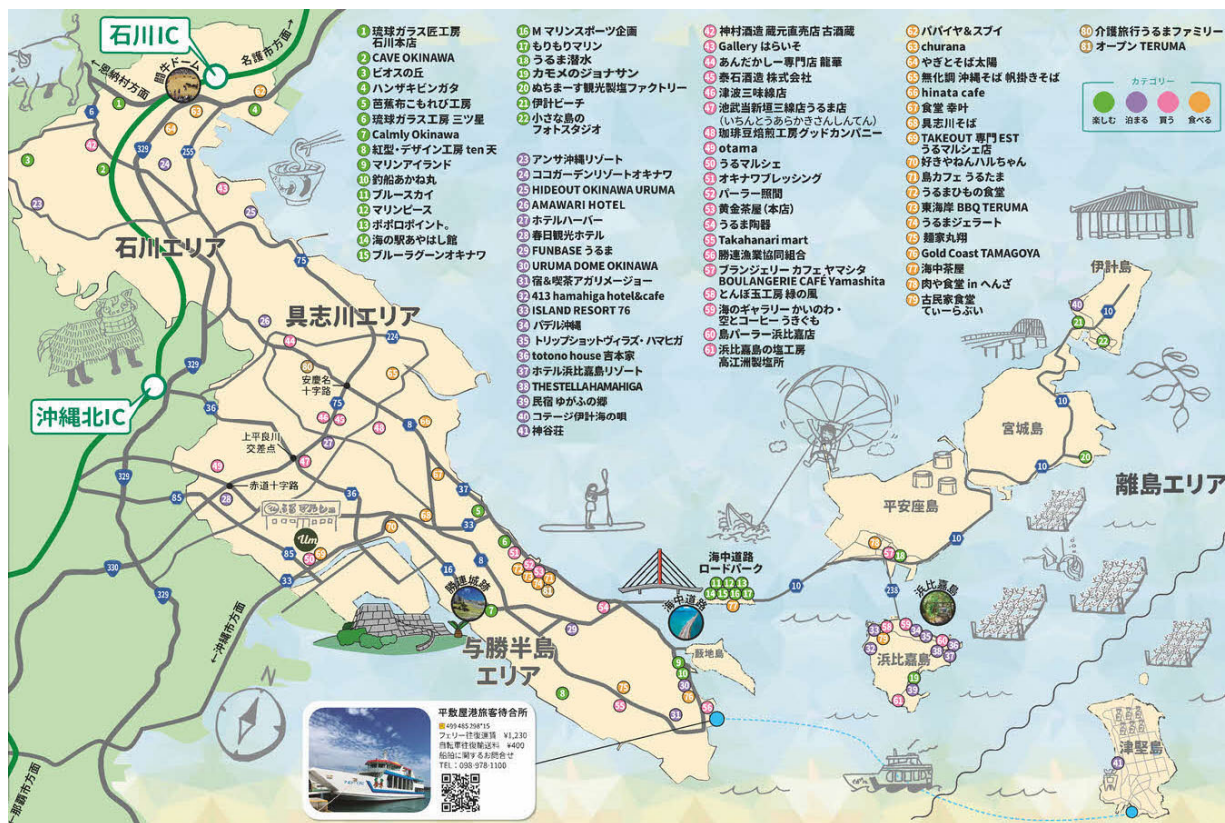 石川IC
沖縄北IC
闘牛ドーム
←恩納村方面
名護市方面→
石川エリア
具志川エリア
安慶名
十字路
上平良川
交差点
赤道十字路
うるマルシェ
Um
勝連城跡
与勝半島
エリア
←沖縄市方面
←那覇市方面
N
1 琉球ガラス匠工房
石川本店
2 CAVE OKINAWA
3 ビオスの丘
4 ハンザキビンガタ
5 芭蕉布こもれび工房
6 琉球ガラス工房 三ツ星
7 Calmly Okinawa
8 紅型・デザイン工房 ten 天
9 マリンアイランド
10 釣船あかね丸
11 ブルースカイ
12 マリンピース
13 ポポロポイント。
14 海の駅あやはし館
15 ブルーラグーンオキナワ
16 M マリンスポーツ企画
17 もりもりマリン
18 うるま潜水
19 カモメのジョナサン
20 ぬちまーす観光製塩ファクトリー
21 伊計ビーチ
22 小さな島の
フォトスタジオ
23 アンサ沖縄リゾート
24 ココガーデンリゾートオキナワ
25 HIDEOUT OKINAWA URUMA
26 AMAWARI HOTEL
27 ホテルハーバー
28 春日観光ホテル
29 FUNBASE うるま
30 URUMA DOME OKINAWA
31 宿&喫茶アガリメージョー
32 413 hamahiga hotel&cafe
33 ISLAND RESORT 76
34 パデル沖縄
35 トリップショットヴィラズ・ハマヒガ
36 totono house 吉本家
37 ホテル浜比嘉島リゾート
38 THE STELLA HAMAHIGA
39 民宿 ゆがふの郷
40 コテージ伊計海の唄
41 神谷荘
42 神村酒造 蔵元直売店 古酒蔵
43 Gallery はらいそ
44 あんだかしー専門店 龍華
45 泰石酒造 株式会社
46 津波三味線店
47 池武当新垣三線店うるま店
(いちんとうあらかきさんしんてん)
48 珈琲豆焙煎工房グッドカンパニー
49 otama
50 うるマルシェ
51 オキナワブレッシング
52 パーラー照間
53 黄金茶屋(本店)
54 うるま陶器
55 Takahanari mart
56 勝連漁業協同組合
57 ブランジェリー カフェ ヤマシタ
BOULANGERIE CAFÉ Yamashita
58 とんぼ玉工房 緑の風
59 海のギャラリー かいのわ・
空とコーヒー うきぐも
60 島パーラー浜比嘉店
61 浜比嘉島の塩工房
高江洲製塩所
62 パパイヤ&スブイ
63 churana
64 やぎとそば太陽
65 無化調 沖縄そば 帆掛きそば
66 hinata cafe
67 食堂 幸叶
68 具志川そば
69 TAKEOUT 専門 EST
うるマルシェ店
70 好きやねんハルちゃん
71 島カフェ うるたま
72 うるまひもの食堂
73 東海岸 BBQ TERUMA
74 うるまジェラート
75 麺家丸翔
76 Gold Coast TAMAGOYA
77 海中茶屋
78 肉や食堂 in へんざ
79 古民家食堂
てぃーらぶい
80 介護旅行うるまファミリー
81 オープン TERUMA
カテゴリー
楽しむ 泊まる 買う 食べる
伊計島
宮城島
平安座島
離島エリア
海中道路
ロードパーク
海中道路
藪地島
浜比嘉島
浜比嘉島
津堅島
平敷屋港旅客待合所
499 485 298*15
フェリー往復運賃 ¥1,230
自転車往復輸送料 ¥400
船舶に関するお問合せ
TEL:098-978-1100